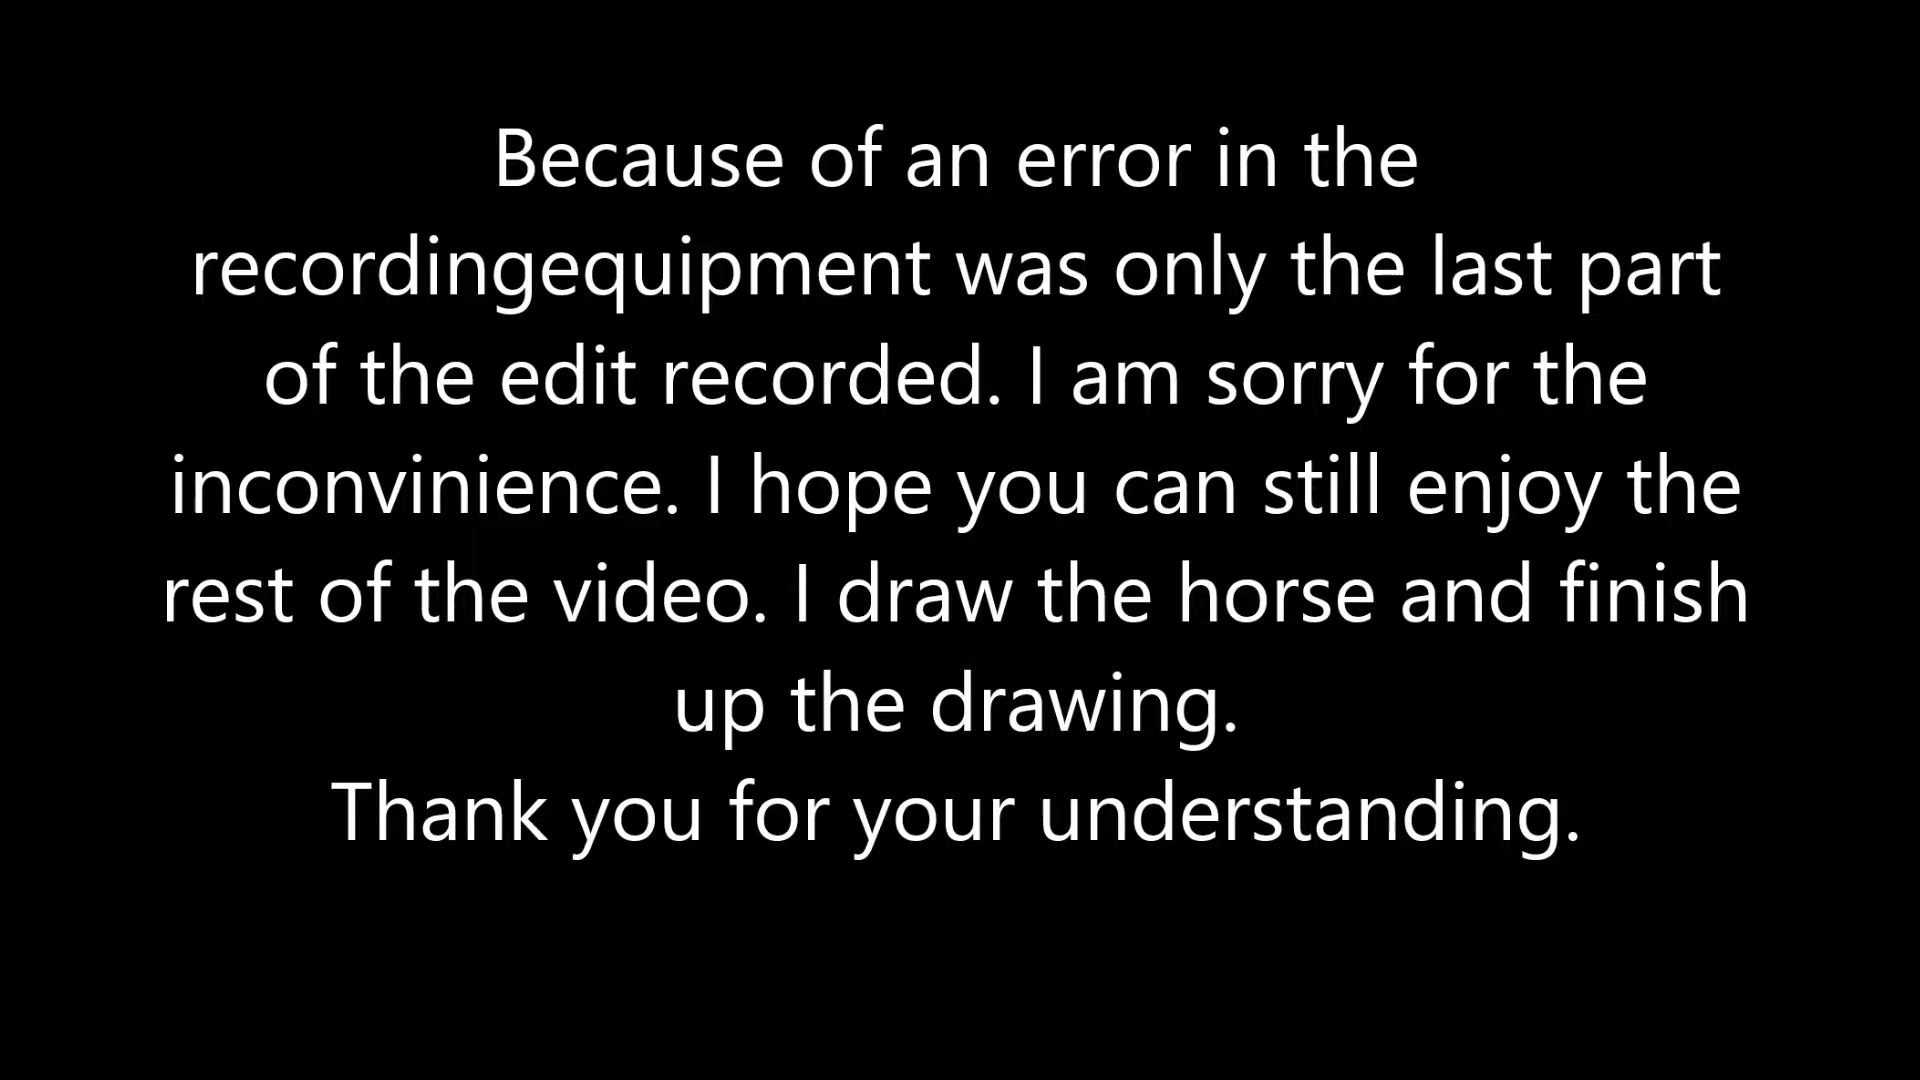 Because of an error in the
recordingequipment was only the last part
of the edit recorded. I am sorry for the
inconvinience. I hope you can still enjoy the
rest of the video. I draw the horse and finish
up the drawing.
Thank you for your understanding.